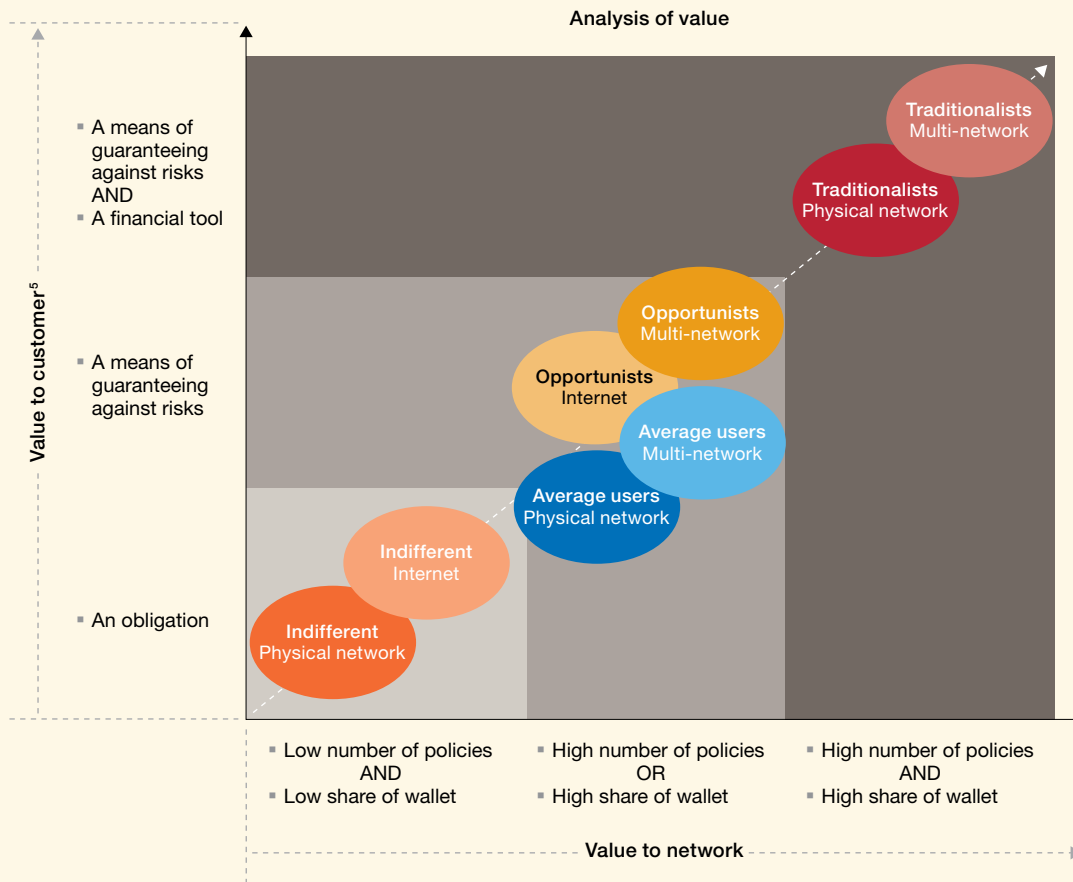 Analysis of value
Value to customer⁵
▪ A means of
guaranteeing
against risks
AND
▪ A financial tool
▪ A means of
guaranteeing
against risks
▪ An obligation
Traditionalists
Multi-network
Traditionalists
Physical network
Opportunists
Multi-network
Opportunists
Internet
Average users
Multi-network
Average users
Physical network
Indifferent
Internet
Indifferent
Physical network
▪ Low number of policies
AND
▪ Low share of wallet
▪ High number of policies
OR
▪ High share of wallet
▪ High number of policies
AND
▪ High share of wallet
Value to network